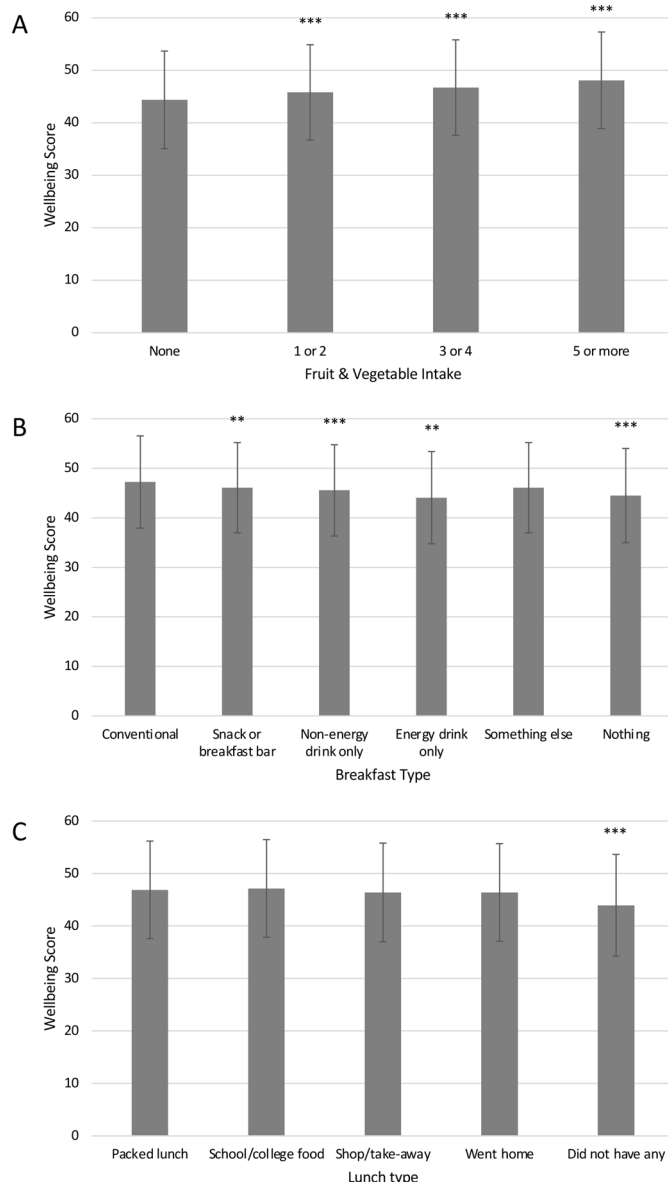 A
60
50
40
30
20
10
0
Wellbeing Score
***
***
***
None
1 or 2
3 or 4
5 or more
Fruit & Vegetable Intake
B
60
50
40
30
20
10
0
Wellbeing Score
**
***
**
***
Conventional
Snack or
breakfast bar
Non-energy
drink only
Energy drink
only
Something else
Nothing
Breakfast Type
C
60
50
40
30
20
10
0
Wellbeing Score
***
Packed lunch
School/college food
Shop/take-away
Went home
Did not have any
Lunch type